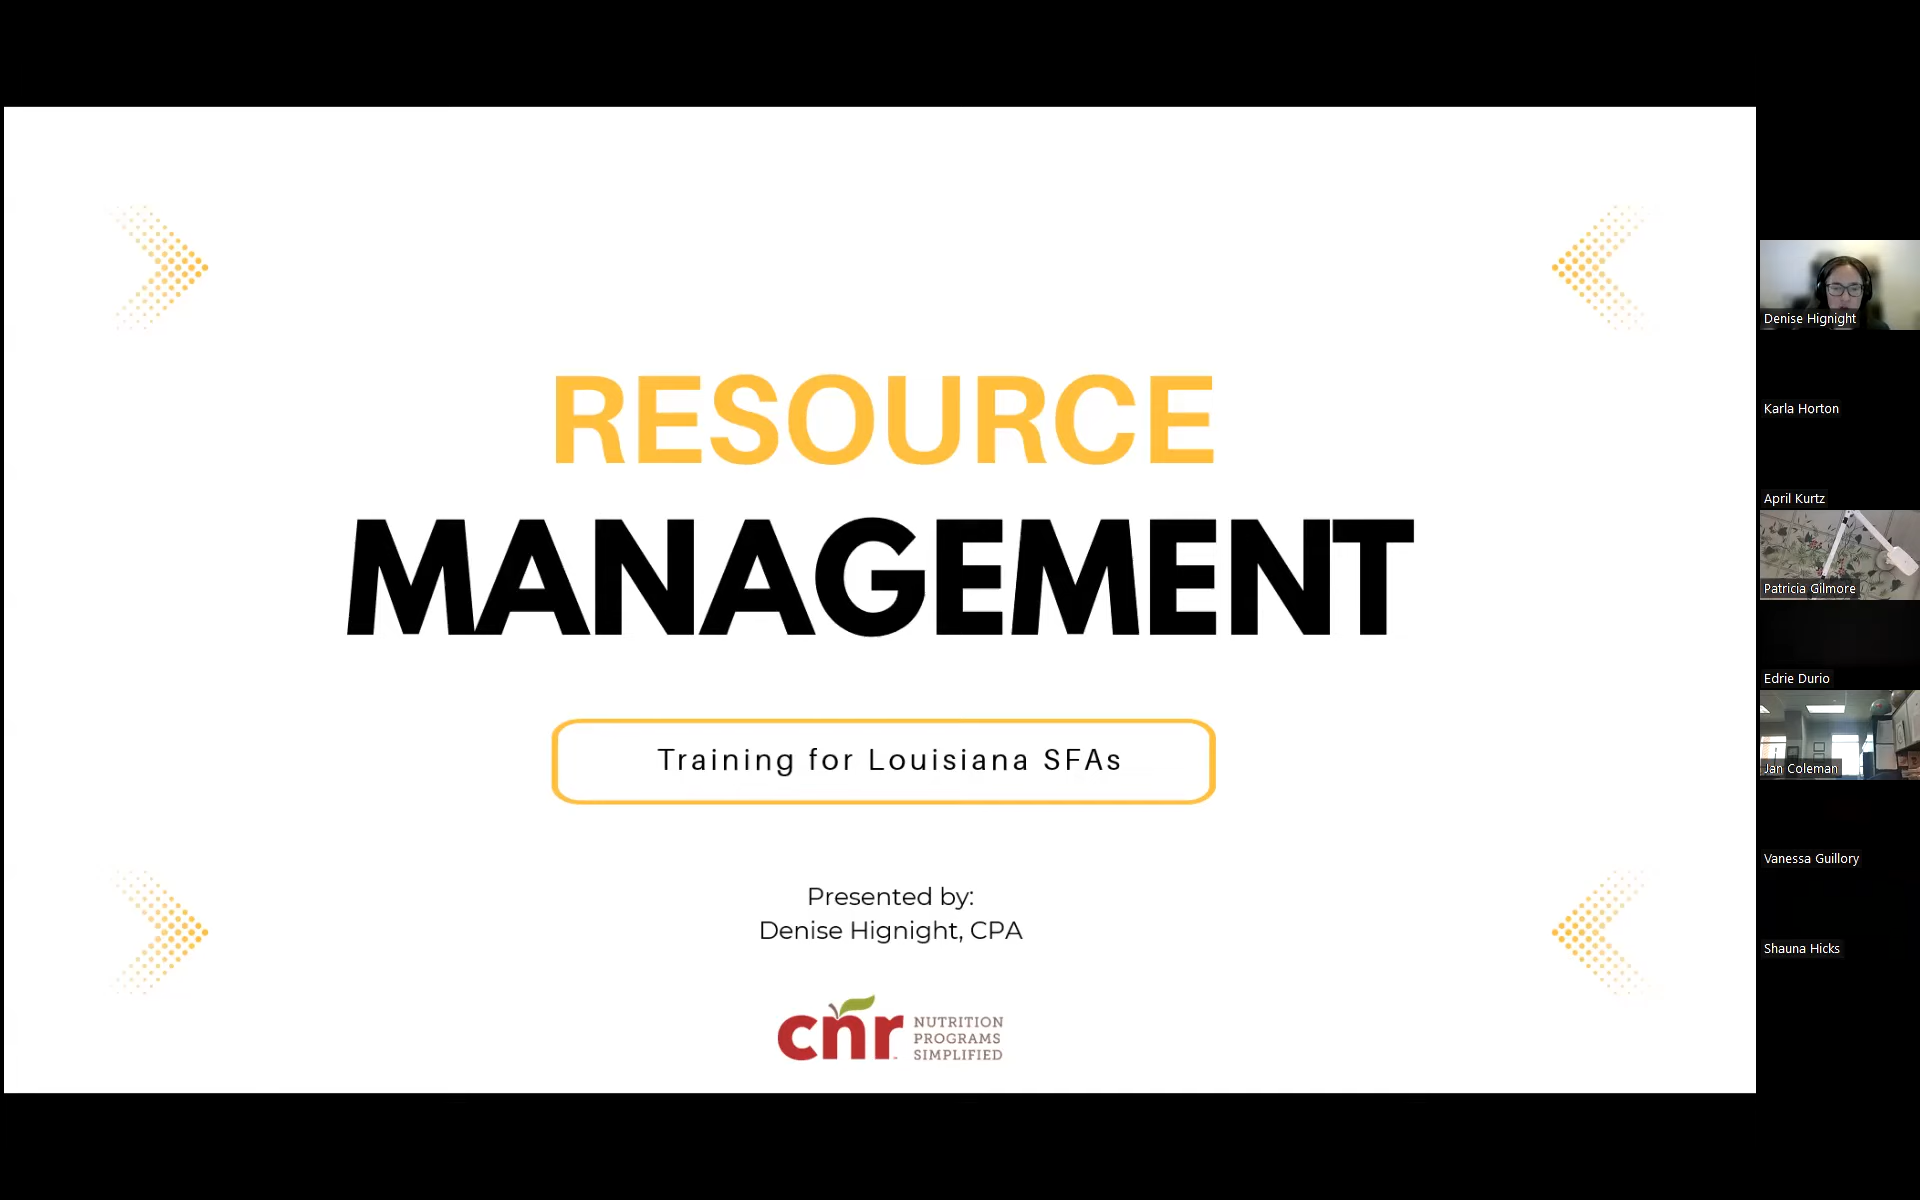 RESOURCE
MANAGEMENT
Training for Louisiana SFAs
Presented by:
Denise Hignight, CPA
cnr
NUTRITION
PROGRAMS
SIMPLIFIED
Denise Hignight
Karla Horton
April Kurtz
Patricia Gilmore
Edrie Durio
Jan Coleman
Vanessa Guillory
Shauna Hicks